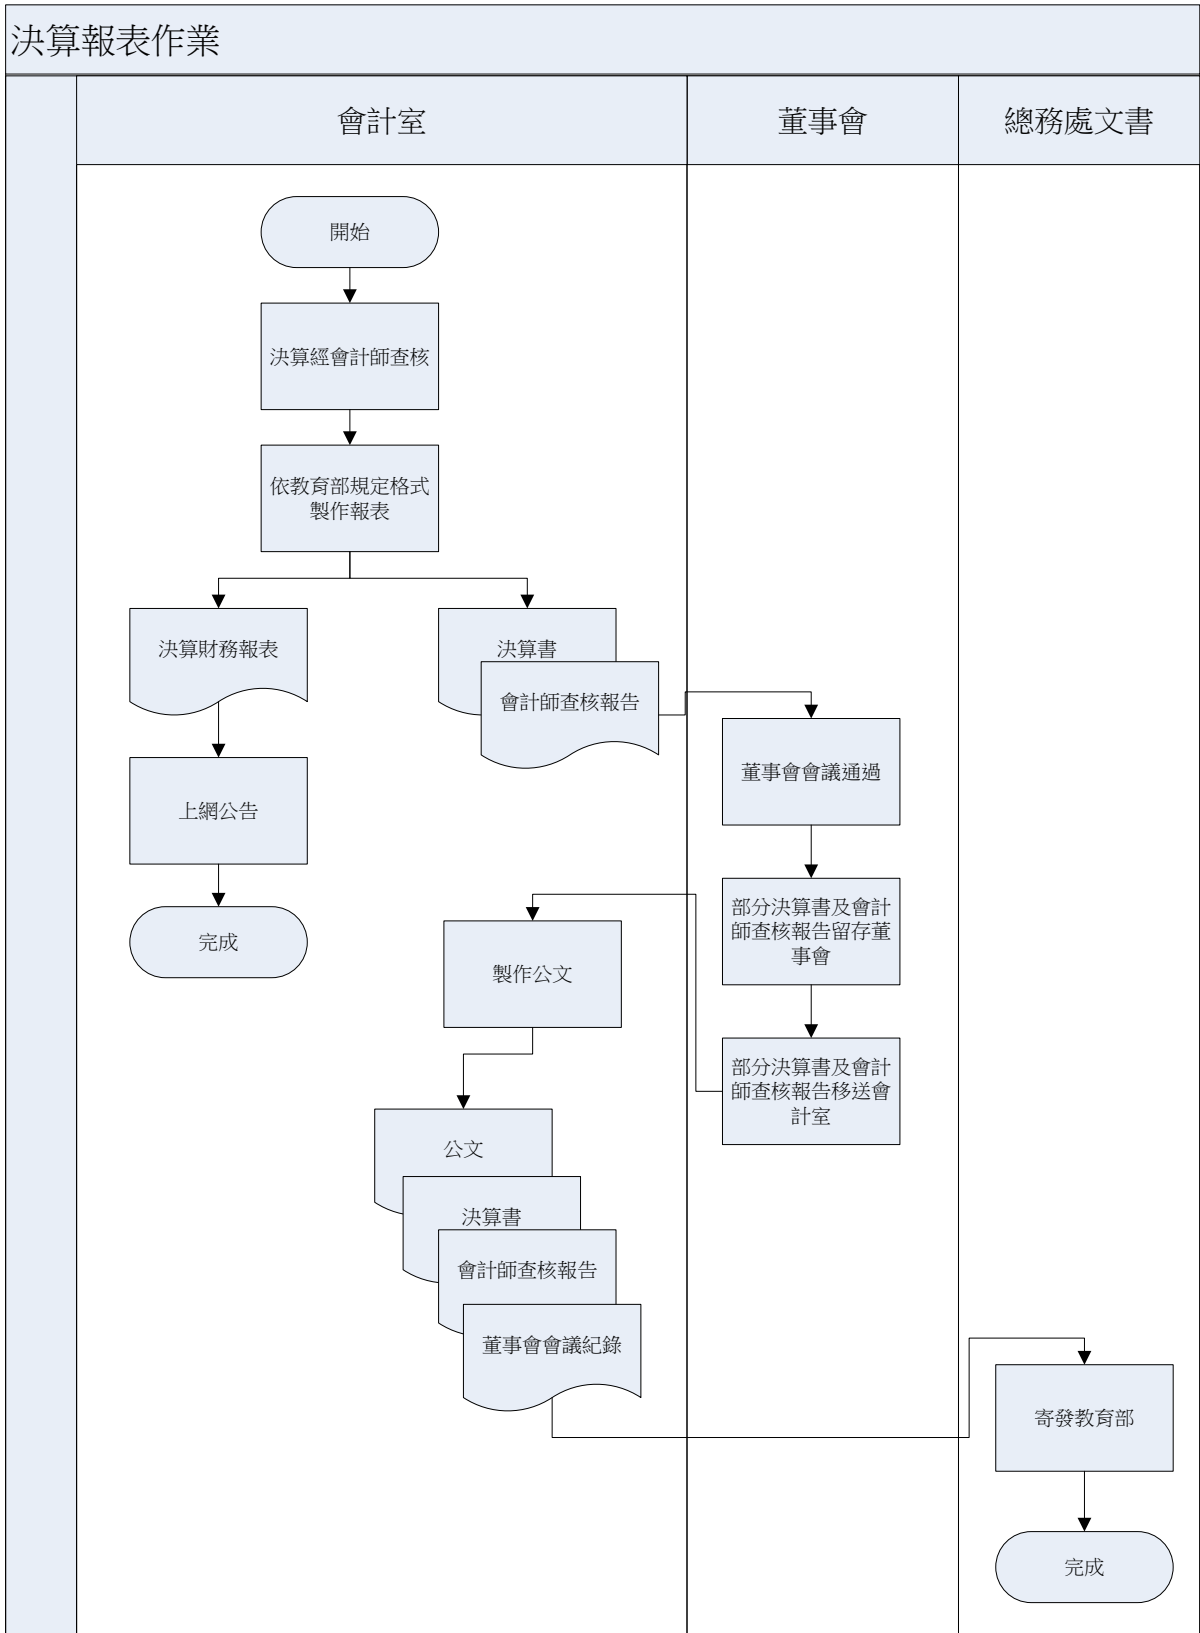 決算報表作業
會計室
董事會
總務處文書
開始
決算經會計師查核
依教育部規定格式
製作報表
決算財務報表
決算書
會計師查核報告
董事會會議通過
上網公告
部分決算書及會計
師查核報告留存董
事會
完成
製作公文
部分決算書及會計
師查核報告移送會
計室
公文
決算書
會計師查核報告
董事會會議紀錄
寄發教育部
完成